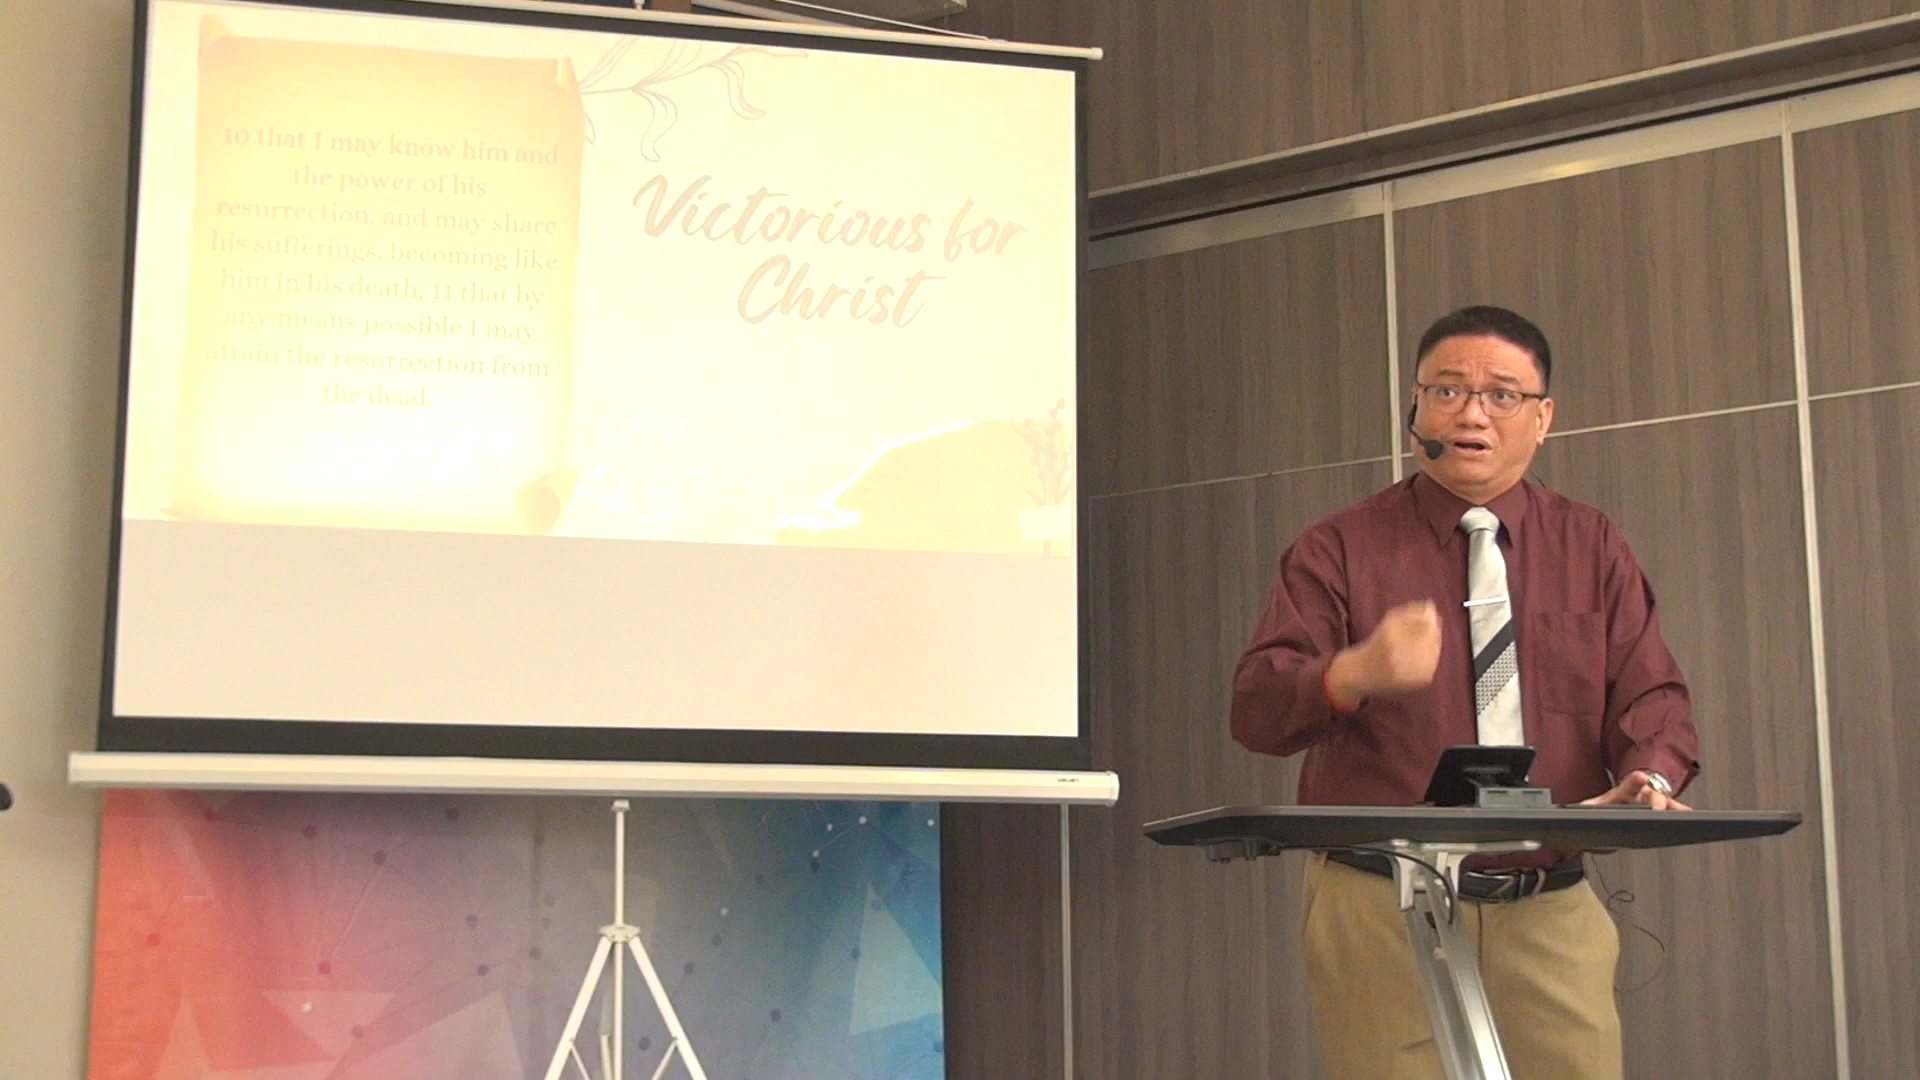 10 that I may know him and
the power of his
resurrection, and may share
his sufferings, becoming like
him in his death, 11 that by
any means possible I may
attain the resurrection from
the dead.
Victorious for
Christ